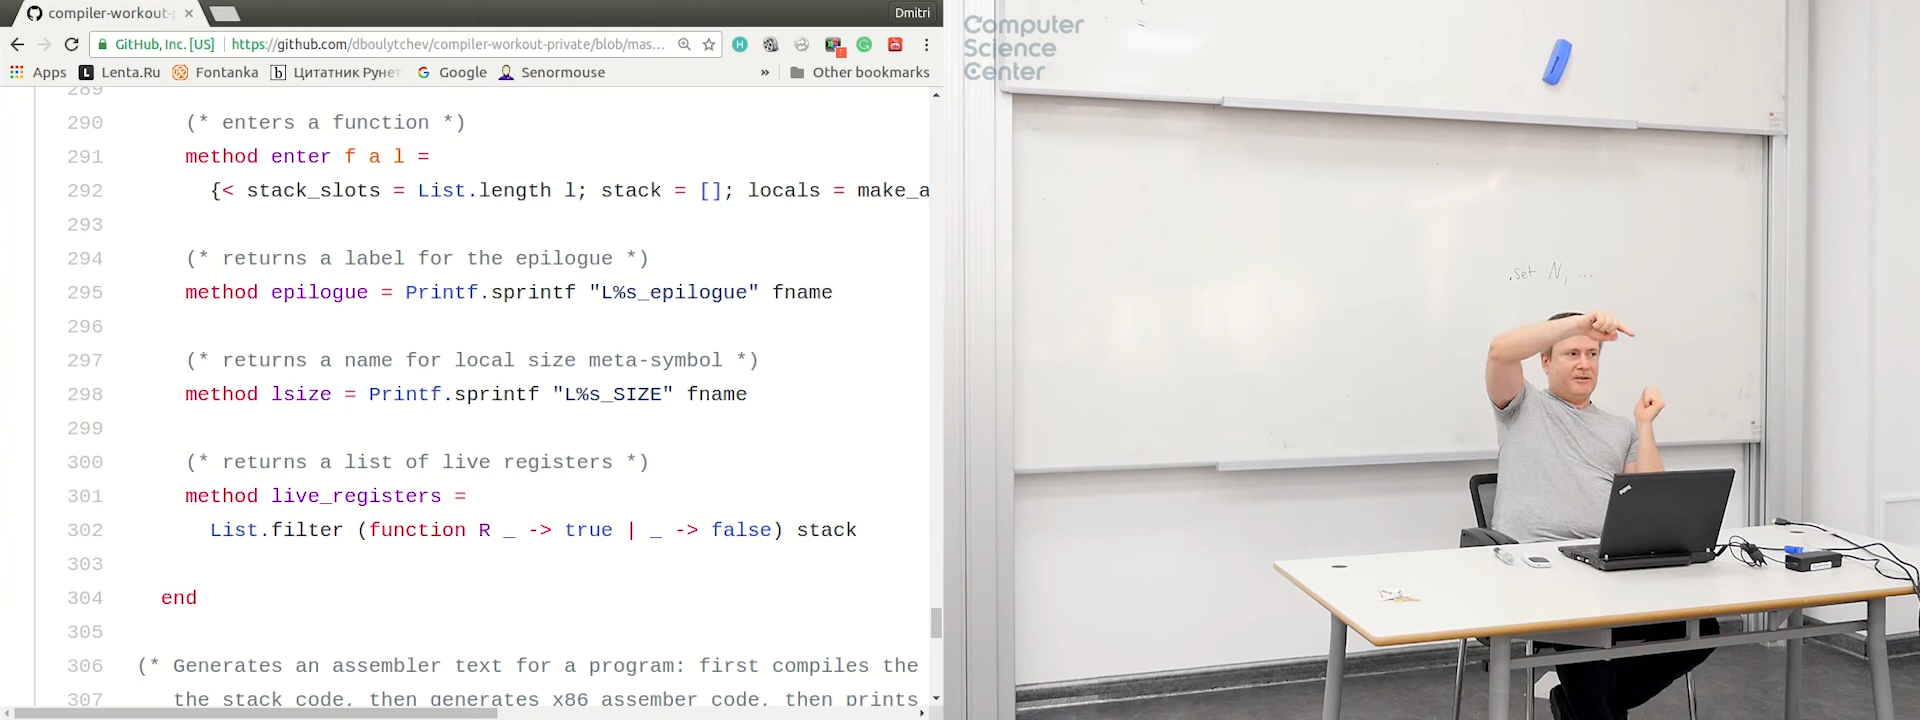 compiler-workout-p
Dmitri
GitHub, Inc. [US] https://github.com/dboulytchev/compiler-workout-private/blob/mas...
Apps Lenta.Ru Fontanka Цитатник Рунет Google Senormouse » Other bookmarks
289
290 (* enters a function *)
291 method enter f a l =
292 {< stack_slots = List.length l; stack = []; locals = make_a
293
294 (* returns a label for the epilogue *)
295 method epilogue = Printf.sprintf "L%s_epilogue" fname
296
297 (* returns a name for local size meta-symbol *)
298 method lsize = Printf.sprintf "L%s_SIZE" fname
299
300 (* returns a list of live registers *)
301 method live_registers =
302 List.filter (function R _ -> true | _ -> false) stack
303
304 end
305
306 (* Generates an assembler text for a program: first compiles the
307 the stack code, then generates x86 assember code, then prints
Computer
Science
Center
.set N, ...